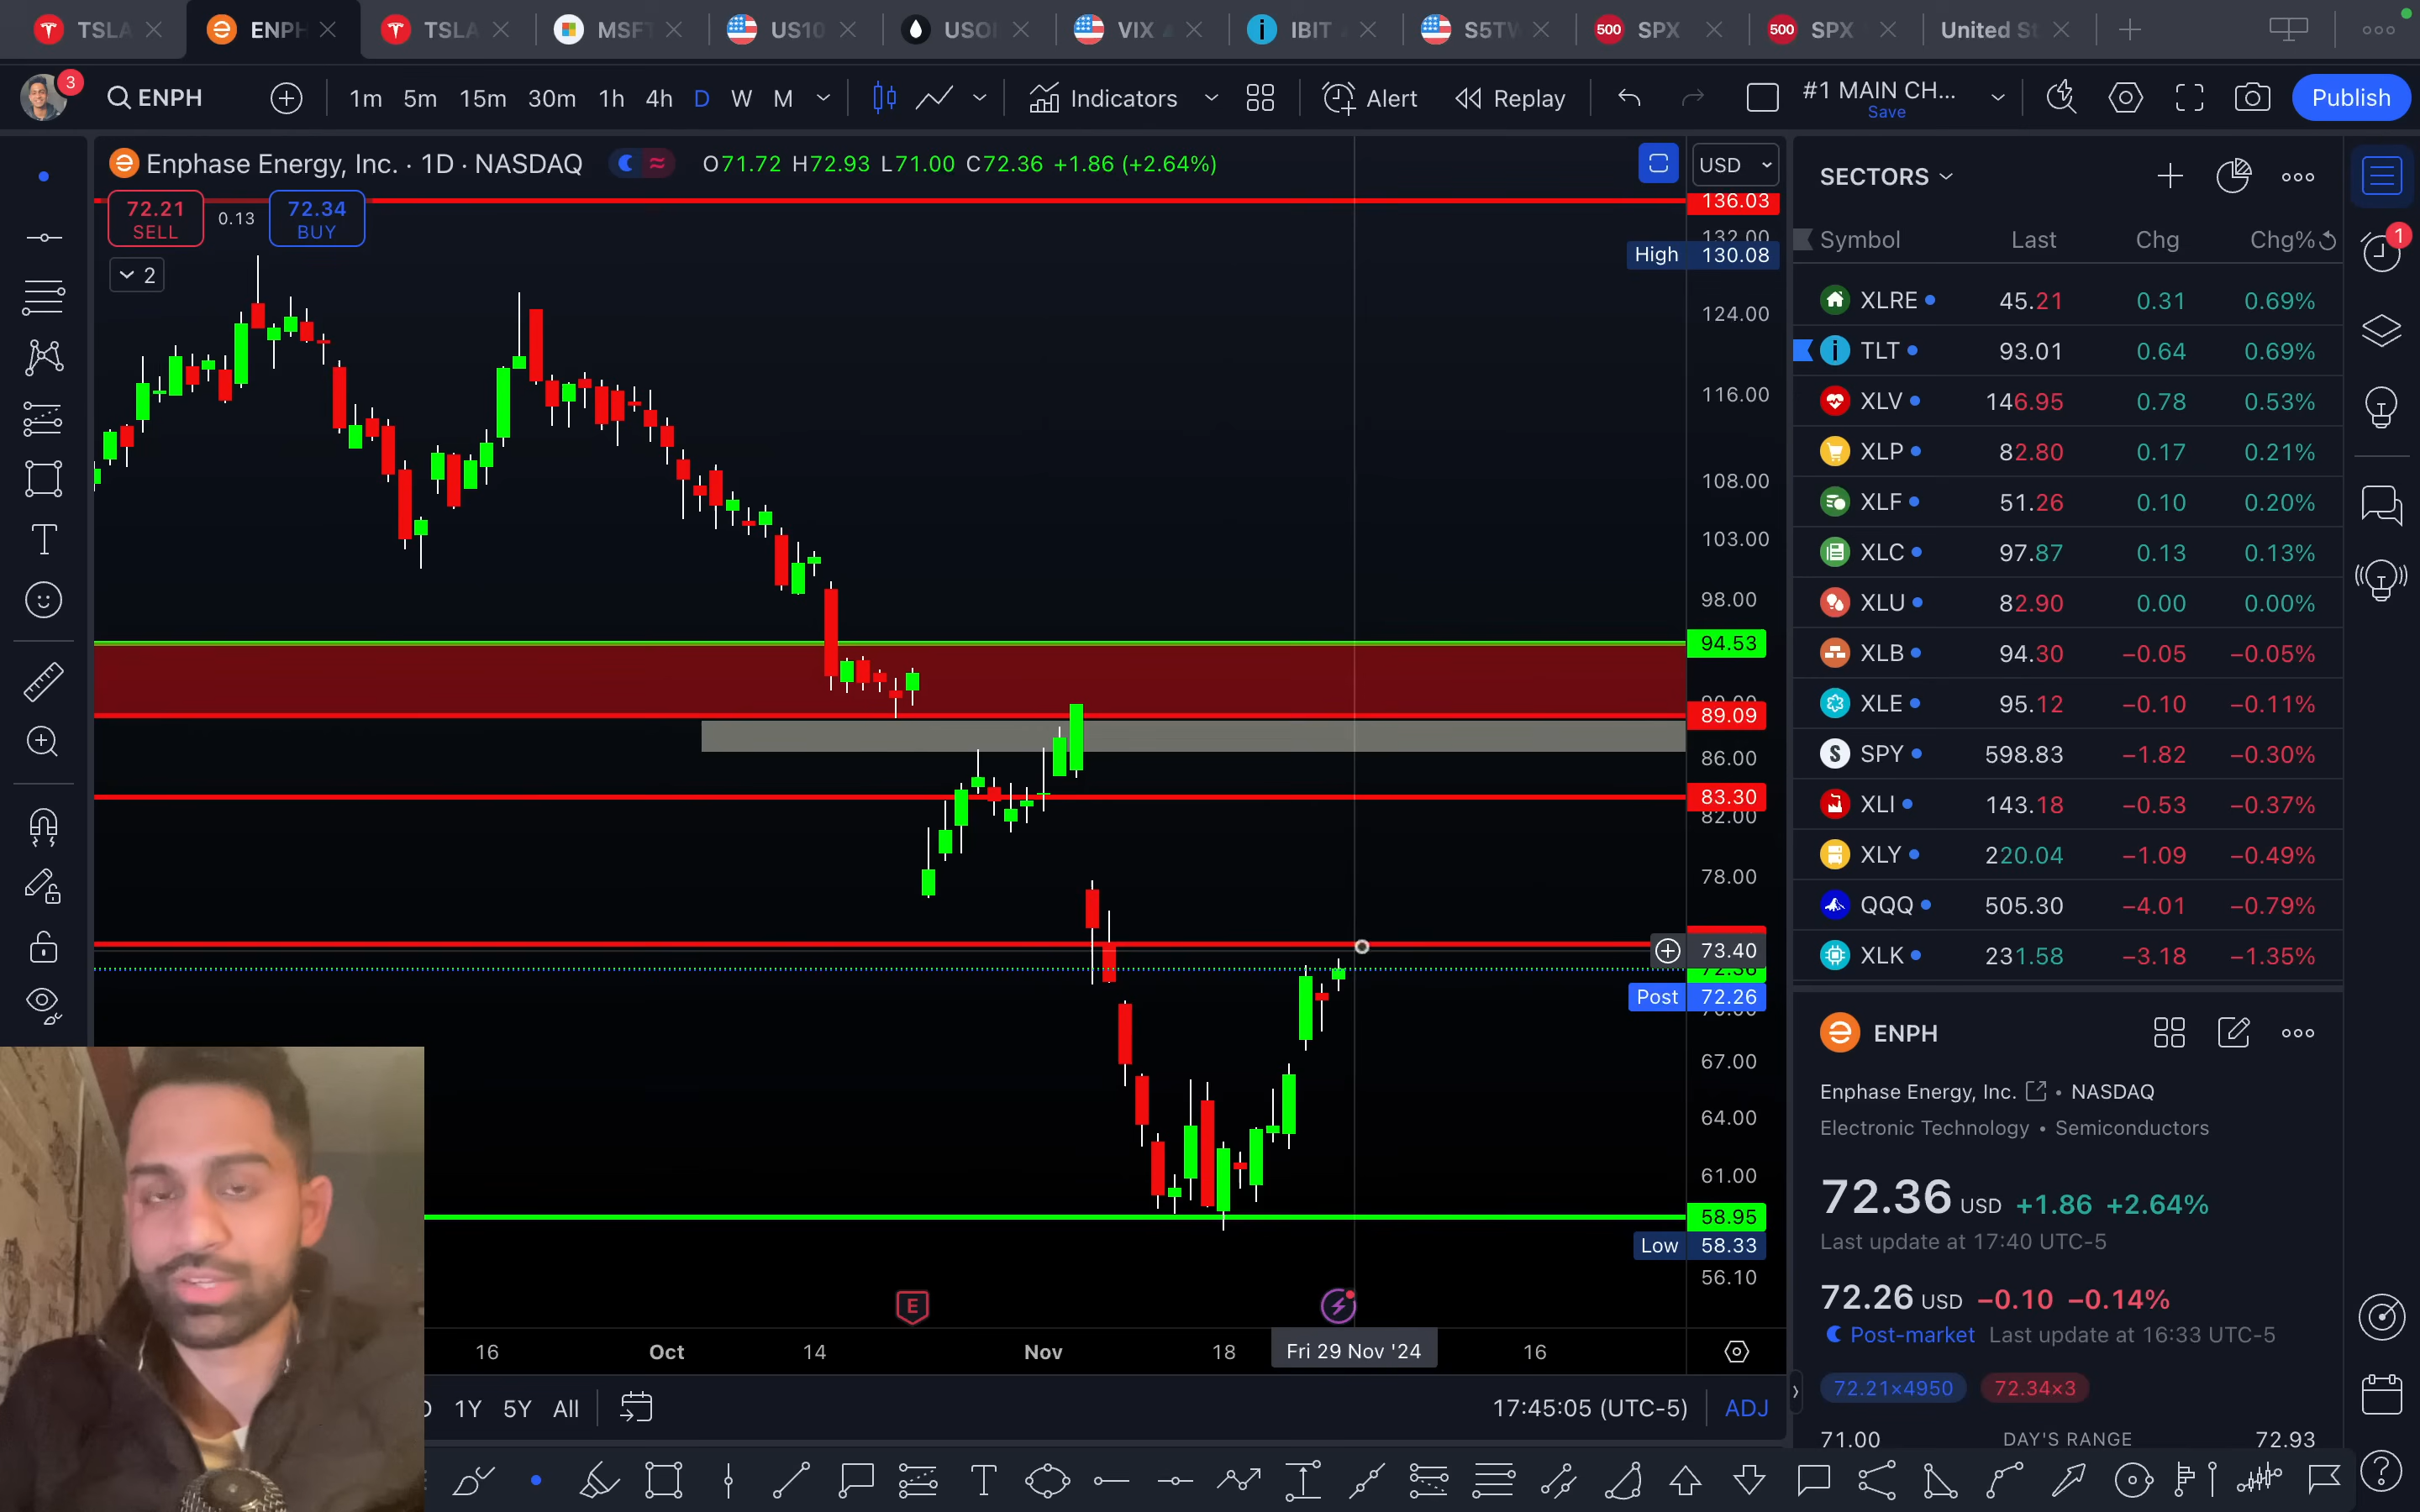 TSLA ENPH TSLA MSFT US10 USOI VIX IBIT S5TW SPX SPX United St
500 500
3 ENPH 1m 5m 15m 30m 1h 4h D W M Indicators Alert Replay #1 MAIN CH... Save Publish
Enphase Energy, Inc. · 1D · NASDAQ O71.72 H72.93 L71.00 C72.36 +1.86 (+2.64%)
USD
72.21 SELL 0.13 72.34 BUY
2
136.03
132.00
High 130.08
124.00
116.00
108.00
103.00
98.00
94.53
89.09
86.00
83.30
82.00
78.00
73.40
72.36
Post 72.26
70.00
67.00
64.00
61.00
58.95
Low 58.33
56.10
E
16 Oct 14 Nov 18 Fri 29 Nov '24 16
1Y 5Y All 17:45:05 (UTC-5) ADJ
SECTORS
Symbol Last Chg Chg%
XLRE 45.21 0.31 0.69%
TLT 93.01 0.64 0.69%
XLV 146.95 0.78 0.53%
XLP 82.80 0.17 0.21%
XLF 51.26 0.10 0.20%
XLC 97.87 0.13 0.13%
XLU 82.90 0.00 0.00%
XLB 94.30 −0.05 −0.05%
XLE 95.12 −0.10 −0.11%
SPY 598.83 −1.82 −0.30%
XLI 143.18 −0.53 −0.37%
XLY 220.04 −1.09 −0.49%
QQQ 505.30 −4.01 −0.79%
XLK 231.58 −3.18 −1.35%
ENPH
Enphase Energy, Inc. • NASDAQ
Electronic Technology • Semiconductors
72.36 USD +1.86 +2.64%
Last update at 17:40 UTC-5
72.26 USD −0.10 −0.14%
Post-market Last update at 16:33 UTC-5
72.21×4950 72.34×3
71.00 DAY'S RANGE 72.93
1